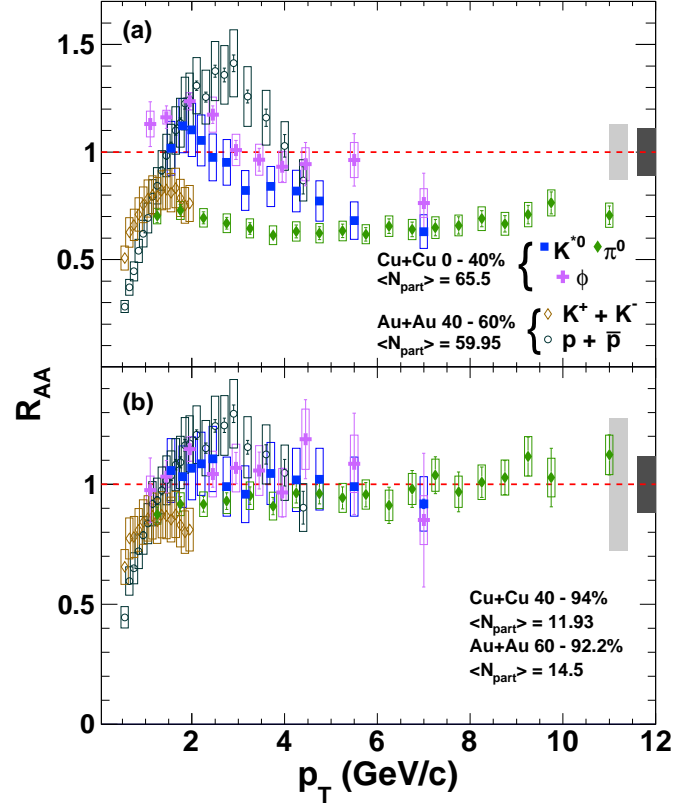 (a)
1.5
1
0.5
Cu+Cu 0 - 40%
<N_part> = 65.5
K*0 π0
ϕ
Au+Au 40 - 60%
<N_part> = 59.95
K+ + K-
p + p̅
R_AA
(b)
1
0.5
0
Cu+Cu 40 - 94%
<N_part> = 11.93
Au+Au 60 - 92.2%
<N_part> = 14.5
2 4 6 8 10 12
p_T (GeV/c)